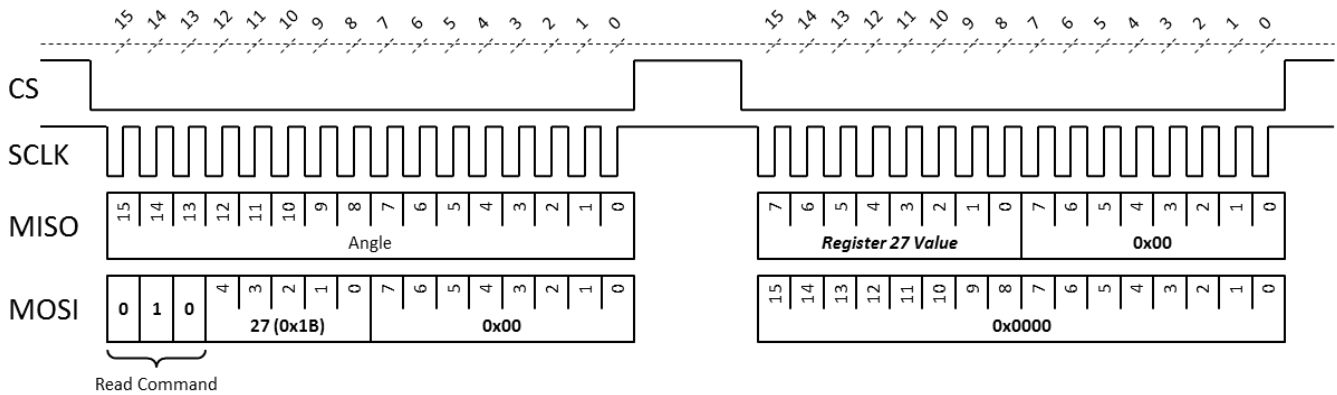 15 14 13 12 11 10 9 8 7 6 5 4 3 2 1 0 15 14 13 12 11 10 9 8 7 6 5 4 3 2 1 0
CS
SCLK
MISO 15 14 13 12 11 10 9 8 7 6 5 4 3 2 1 0 7 6 5 4 3 2 1 0 7 6 5 4 3 2 1 0
Angle Register 27 Value 0x00
MOSI 0 1 0 4 3 2 1 0 7 6 5 4 3 2 1 0 15 14 13 12 11 10 9 8 7 6 5 4 3 2 1 0
27 (0x1B) 0x00 0x0000
Read Command